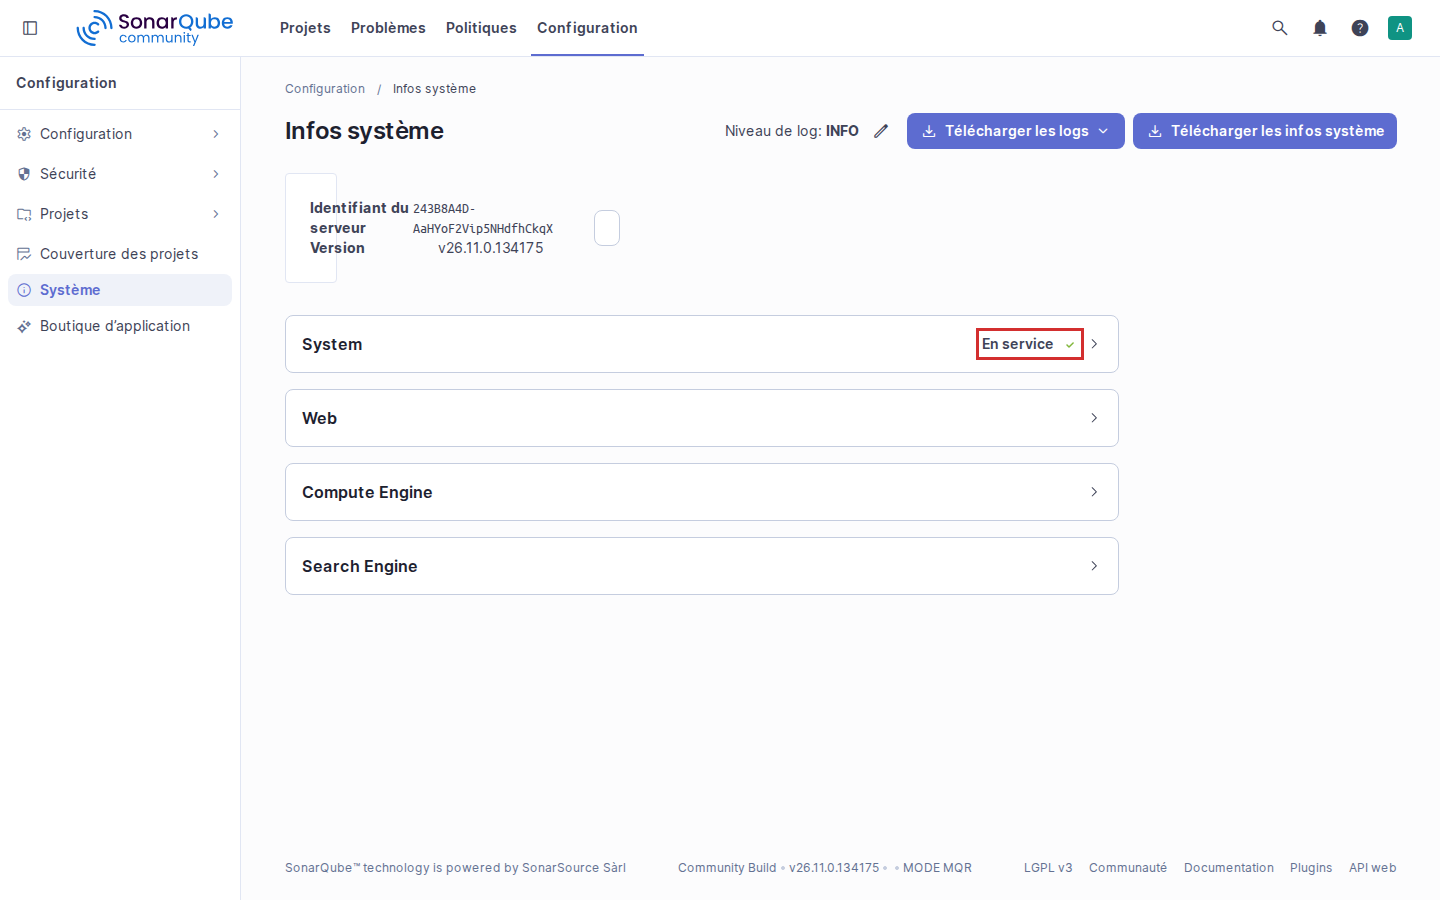 SonarQube community
Projets Problèmes Politiques Configuration
A
Configuration
Configuration
Sécurité
Projets
Couverture des projets
Système
Boutique d’application
Configuration / Infos système
Infos système
Niveau de log: INFO
Télécharger les logs
Télécharger les infos système
Identifiant du serveur
243B8A4D-
AaHYoF2Vip5NHdfhCkqX
Version
v26.11.0.134175
System
En service
Web
Compute Engine
Search Engine
SonarQube™ technology is powered by SonarSource Sàrl
Community Build • v26.11.0.134175 • • MODE MQR
LGPL v3 Communauté Documentation Plugins API web